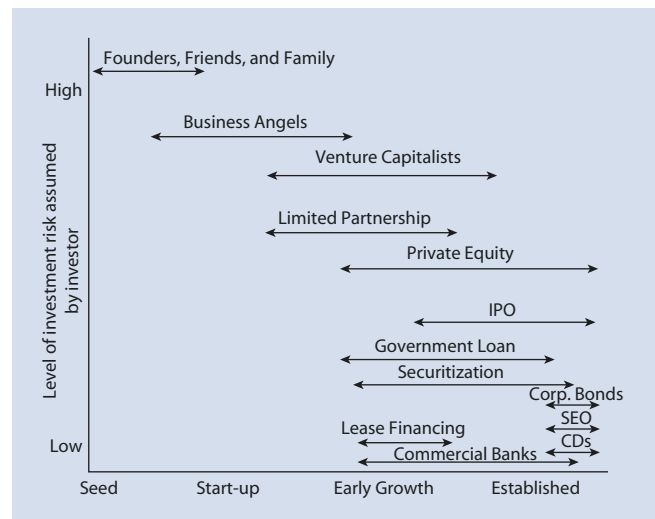 Founders, Friends, and Family
High
Business Angels
Venture Capitalists
Level of investment risk assumed
by investor
Limited Partnership
Private Equity
IPO
Government Loan
Securitization
Corp. Bonds
SEO
Lease Financing
CDs
Low
Commercial Banks
Seed
Start-up
Early Growth
Established